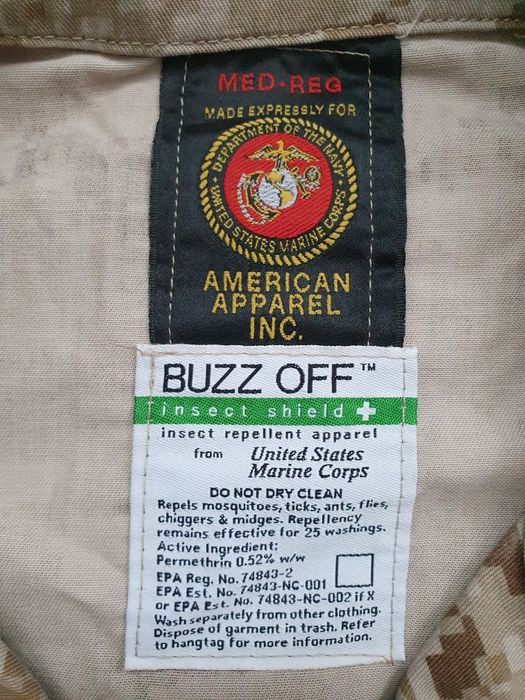 MED-REG
MADE EXPRESSLY FOR
DEPARTMENT OF THE NAVY
UNITED STATES MARINE CORPS
AMERICAN
APPAREL
INC.
BUZZ OFF™
insect shield
insect repellent apparel
from United States
Marine Corps
DO NOT DRY CLEAN
Repels mosquitoes, ticks, ants, flies,
chiggers & midges. Repellency
remains effective for 25 washings.
Active Ingredient:
Permethrin 0.52% w/w
EPA Reg. No. 74843-2
EPA Est. No. 74843-NC-001
or EPA Est. No. 74843-NC-002 if X
Wash separately from other clothing.
Dispose of garment in trash. Refer
to hangtag for more information.